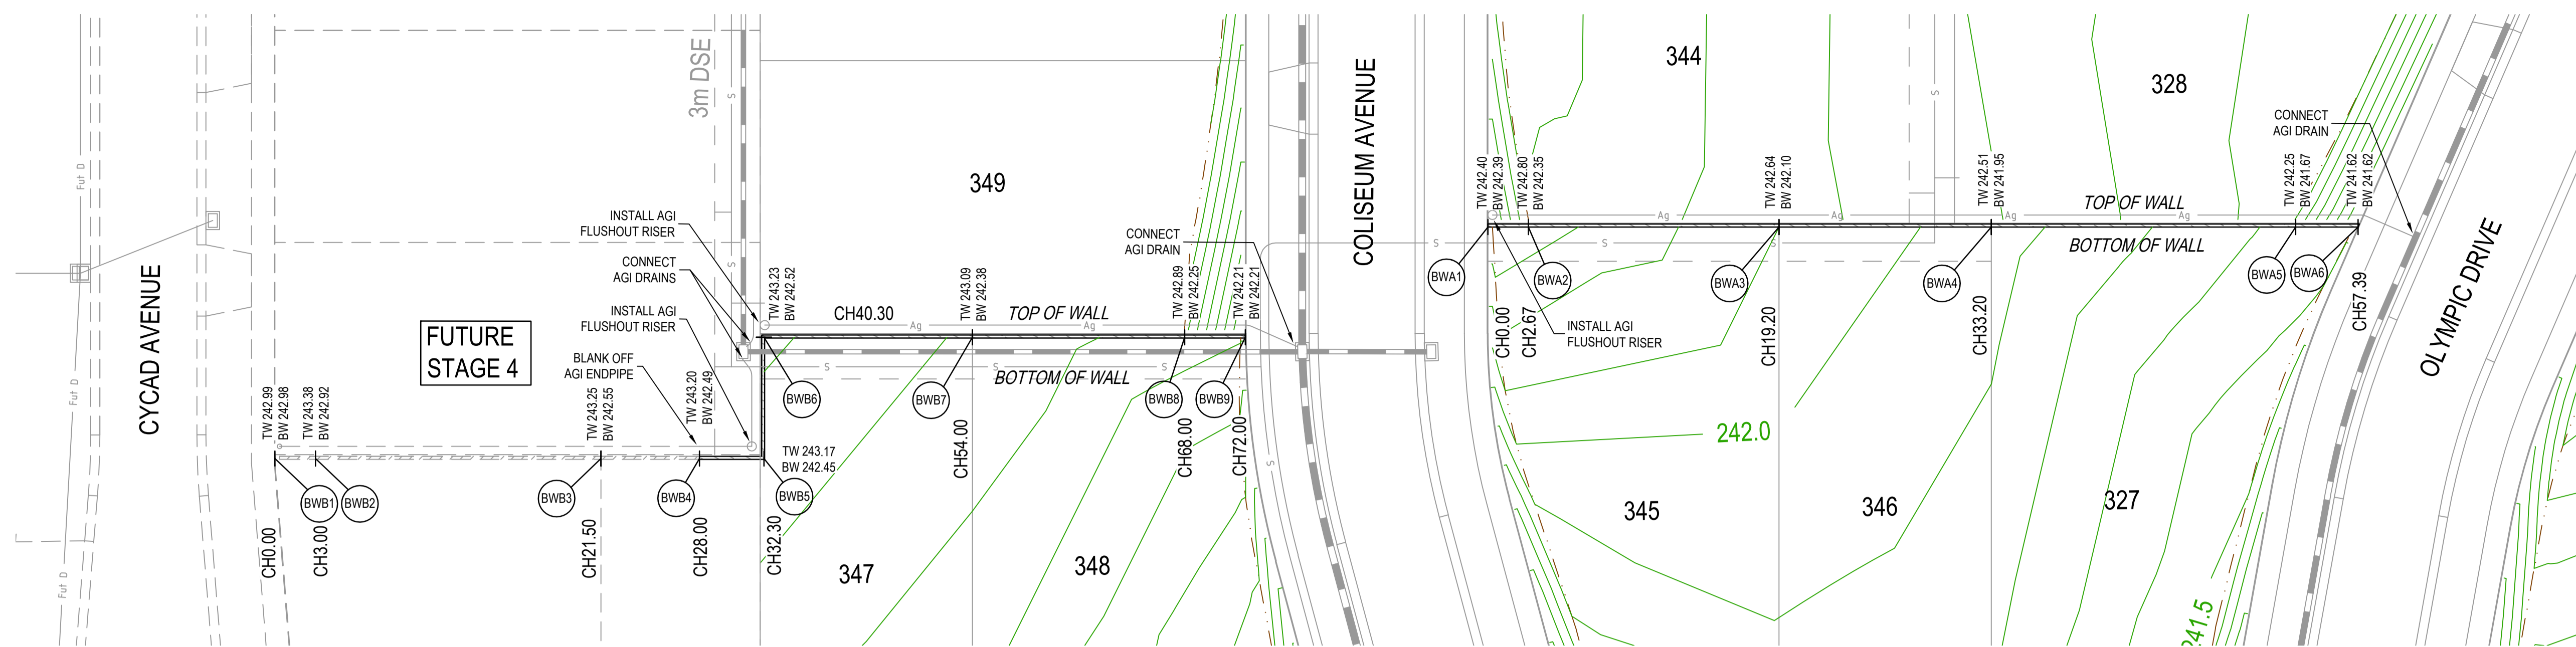 Fut D
Fut D
Fut D
CYCAD AVENUE
FUTURE
STAGE 4
3m DSE
S
S
349
INSTALL AGI
FLUSHOUT RISER
CONNECT
AGI DRAINS
INSTALL AGI
FLUSHOUT RISER
BLANK OFF
AGI ENDPIPE
TW 242.99
BW 242.98
TW 243.38
BW 242.92
TW 243.25
BW 242.55
TW 243.20
BW 242.49
TW 243.17
BW 242.45
BWB1
BWB2
BWB3
BWB4
BWB5
CH0.00
CH3.00
CH21.50
CH28.00
CH32.30
TW 243.23
BW 242.52
CH40.30
TW 243.09
BW 242.38
TOP OF WALL
Ag
Ag
TW 242.89
BW 242.25
TW 242.21
BW 242.21
CONNECT
AGI DRAIN
S
S
S
BOTTOM OF WALL
BWB6
BWB7
BWB8
BWB9
CH54.00
CH68.00
CH72.00
347
348
S
COLISEUM AVENUE
344
328
S
CONNECT
AGI DRAIN
TW 242.40
BW 242.39
TW 242.80
BW 242.35
TW 242.64
BW 242.10
TW 242.51
BW 241.95
TW 242.25
BW 241.67
TW 241.62
BW 241.62
TOP OF WALL
Ag
Ag
Ag
Ag
S
S
S
BOTTOM OF WALL
BWA1
BWA2
BWA3
BWA4
BWA5
BWA6
CH0.00
CH2.67
CH19.20
CH33.20
CH57.39
INSTALL AGI
FLUSHOUT RISER
242.0
345
346
327
241.5
OLYMPIC DRIVE